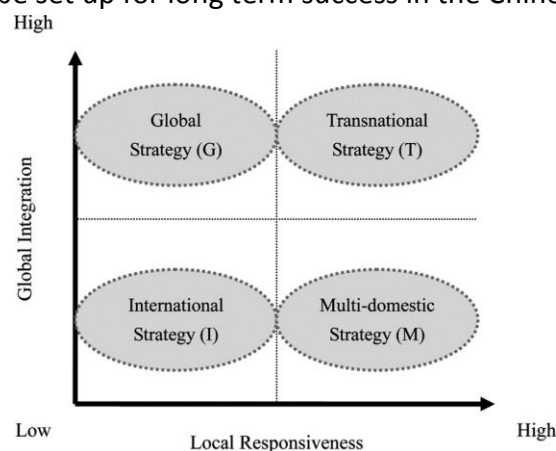 be set up for long term success in the Chine
High
Global
Strategy (G)
Transnational
Strategy (T)
Global Integration
International
Strategy (I)
Multi-domestic
Strategy (M)
Low
High
Local Responsiveness